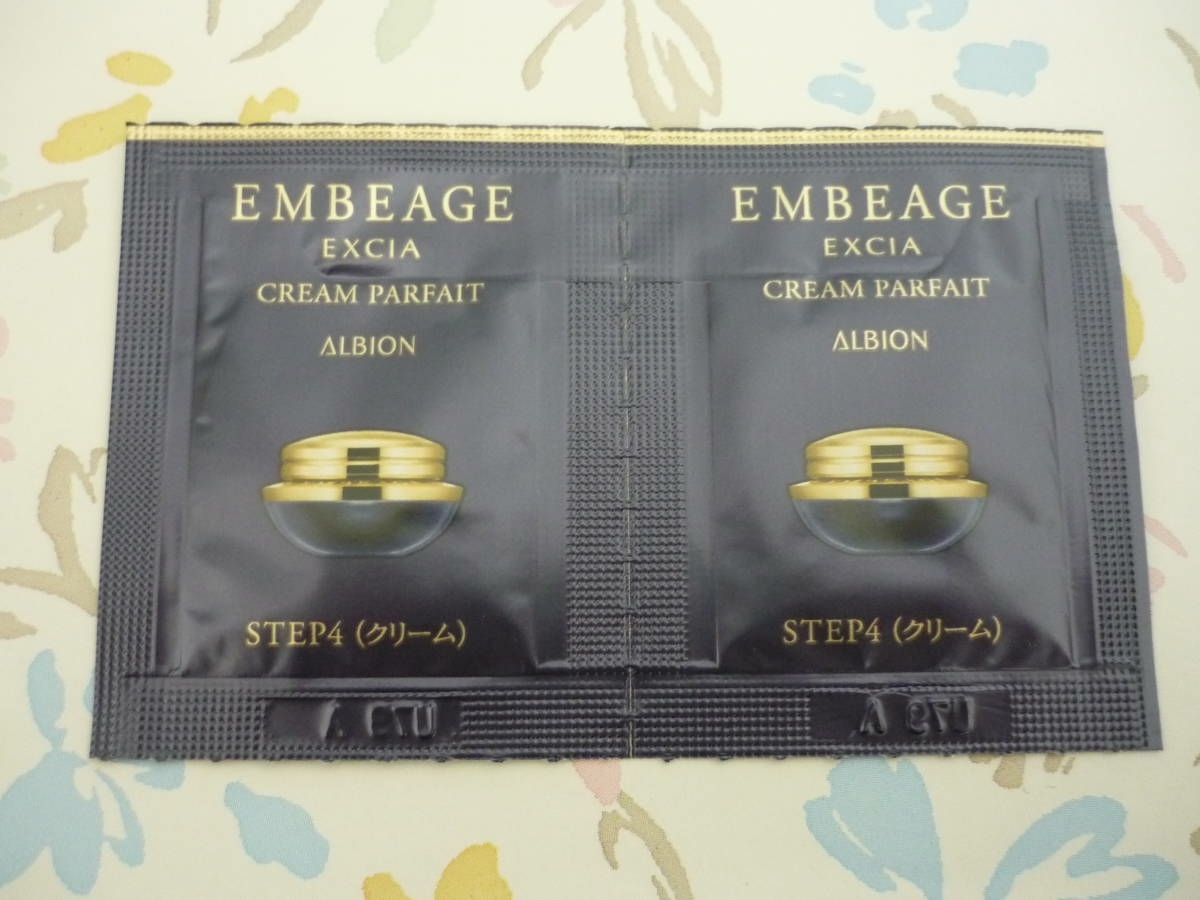 EMBEAGE
EXCIA
CREAM PARFAIT
ALBION
STEP4 (クリーム)
EMBEAGE
EXCIA
CREAM PARFAIT
ALBION
STEP4 (クリーム)